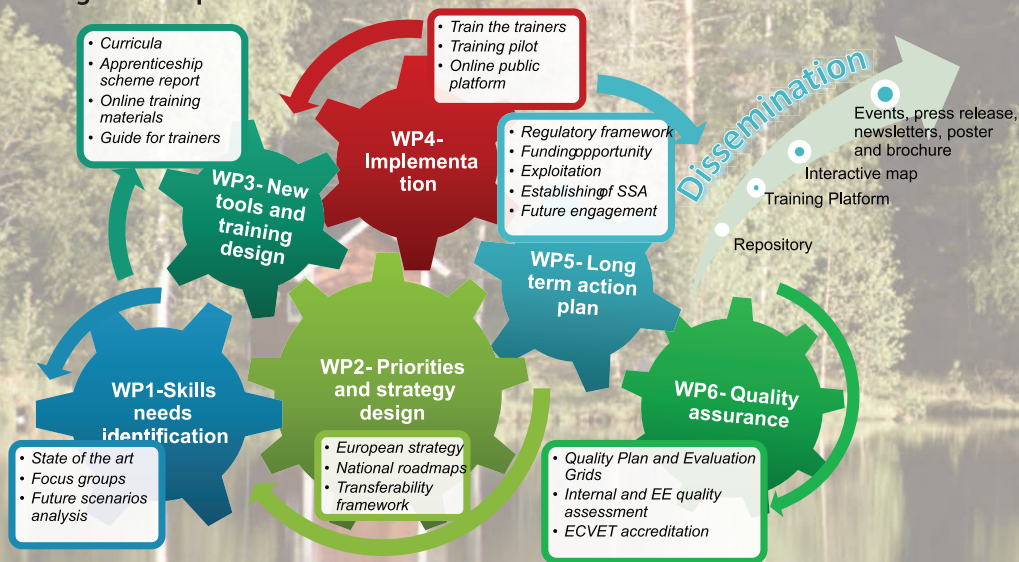 • Curricula
• Apprenticeship
scheme report
• Online training
materials
• Guide for trainers
• Train the trainers
• Training pilot
• Online public
platform
WP4-
Implementa
tion
WP3- New
tools and
training
design
• Regulatory framework
• Funding opportunity
• Exploitation
• Establishing of SSA
• Future engagement
WP5- Long
term action
plan
Dissemination
Events, press release,
newsletters, poster
and brochure
Interactive map
Training Platform
Repository
WP1-Skills
needs
identification
• State of the art
• Focus groups
• Future scenarios
analysis
WP2- Priorities
and strategy
design
• European strategy
• National roadmaps
• Transferability
framework
WP6- Quality
assurance
• Quality Plan and Evaluation
Grids
• Internal and EE quality
assessment
• ECVET accreditation